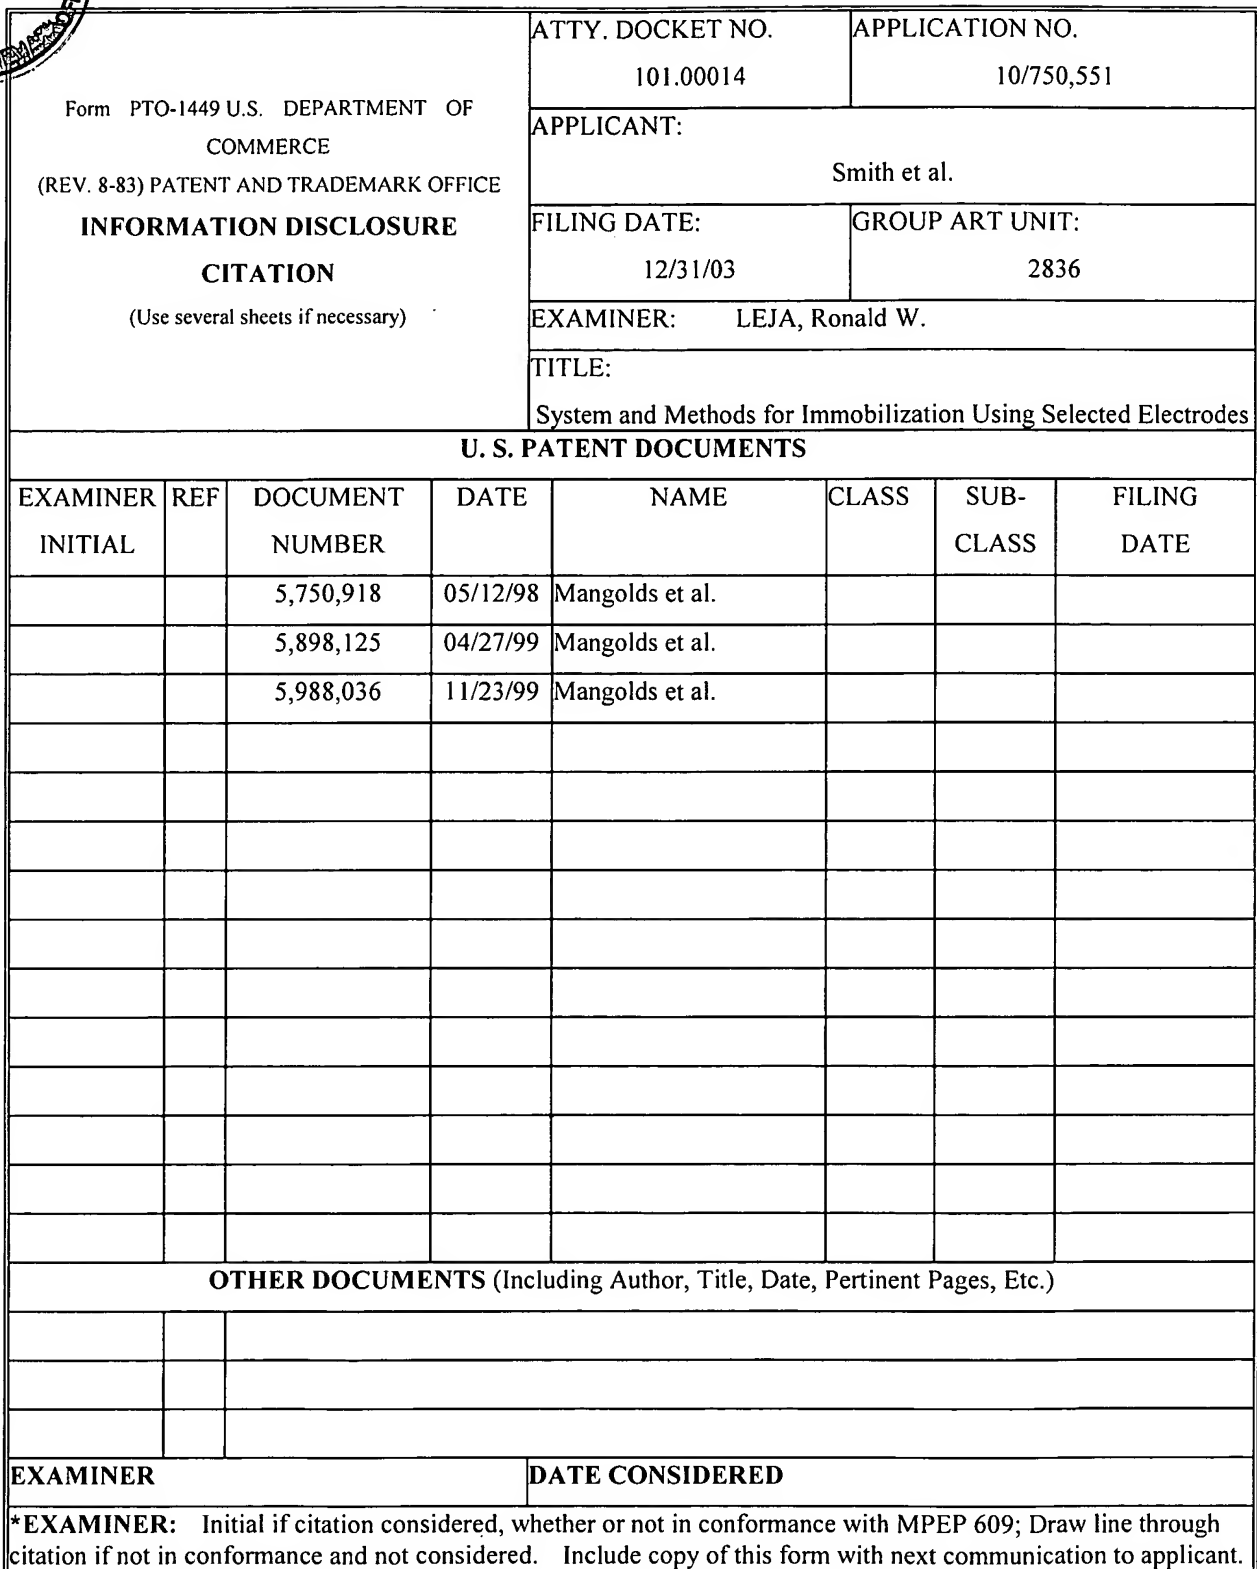 Form PTO-1449 U.S. DEPARTMENT OF
COMMERCE
(REV. 8-83) PATENT AND TRADEMARK OFFICE
INFORMATION DISCLOSURE
CITATION
(Use several sheets if necessary)
ATTY. DOCKET NO.
101.00014
APPLICATION NO.
10/750,551
APPLICANT:
Smith et al.
FILING DATE:
12/31/03
GROUP ART UNIT:
2836
EXAMINER: LEJA, Ronald W.
TITLE:
System and Methods for Immobilization Using Selected Electrodes
U. S. PATENT DOCUMENTS
EXAMINER INITIAL REF DOCUMENT NUMBER DATE NAME CLASS SUB-CLASS FILING DATE
5,750,918 05/12/98 Mangolds et al.
5,898,125 04/27/99 Mangolds et al.
5,988,036 11/23/99 Mangolds et al.
OTHER DOCUMENTS (Including Author, Title, Date, Pertinent Pages, Etc.)
EXAMINER DATE CONSIDERED
*EXAMINER: Initial if citation considered, whether or not in conformance with MPEP 609; Draw line through
citation if not in conformance and not considered. Include copy of this form with next communication to applicant.